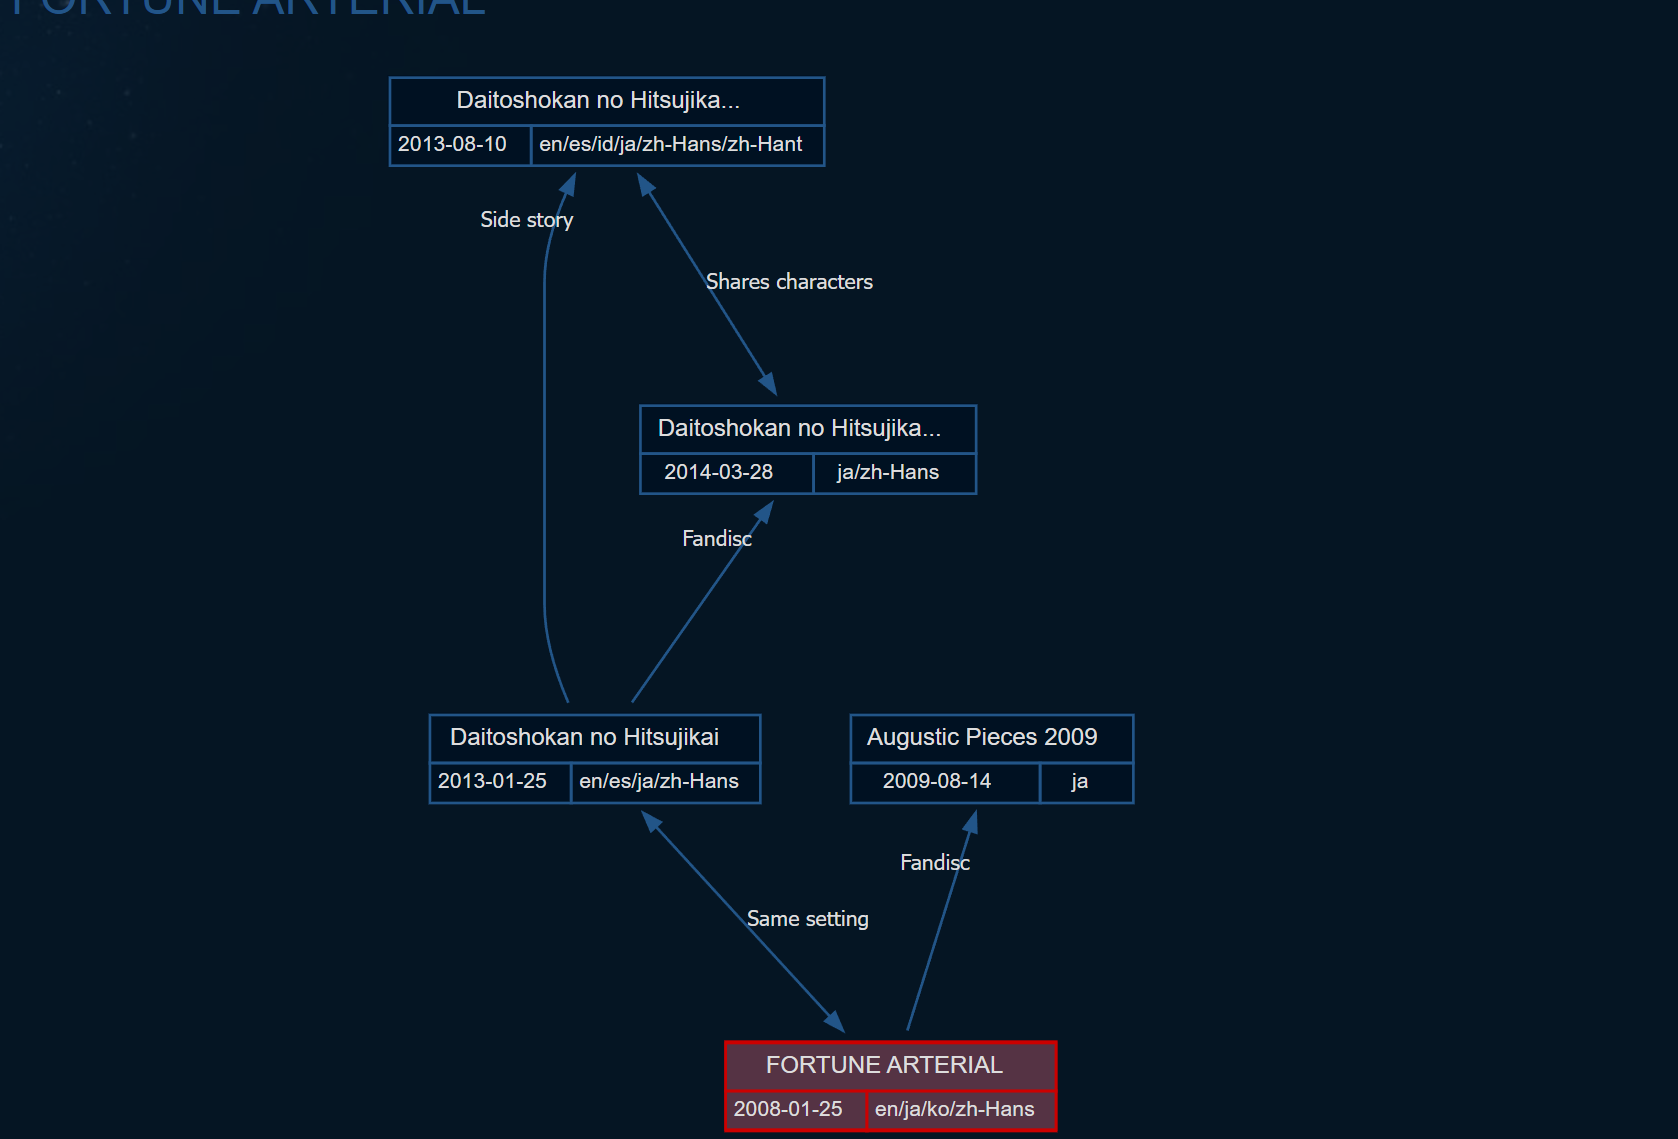 FORTUNE ARTERIAL
Daitoshokan no Hitsujika...
2013-08-10 en/es/id/ja/zh-Hans/zh-Hant
Side story
Shares characters
Daitoshokan no Hitsujika...
2014-03-28 ja/zh-Hans
Fandisc
Daitoshokan no Hitsujikai
2013-01-25 en/es/ja/zh-Hans
Augustic Pieces 2009
2009-08-14 ja
Fandisc
Same setting
FORTUNE ARTERIAL
2008-01-25 en/ja/ko/zh-Hans